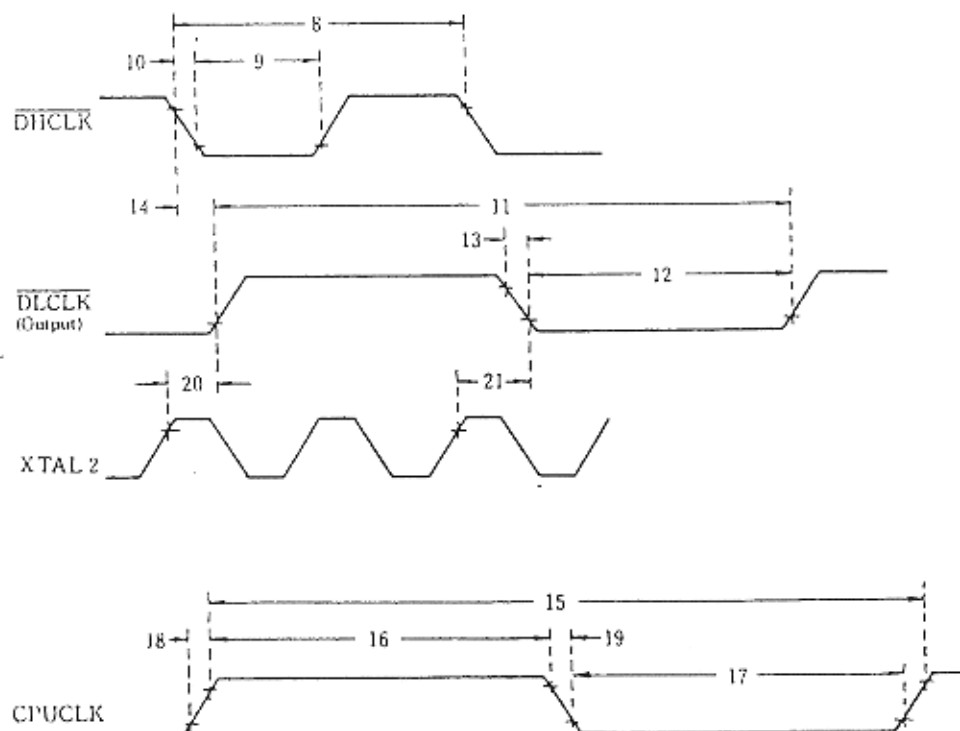 8
10
9
DHCLK
14
11
13
12
DLCLK
(Output)
20
21
XTAL 2
15
18
16
19
17
CPUCLK